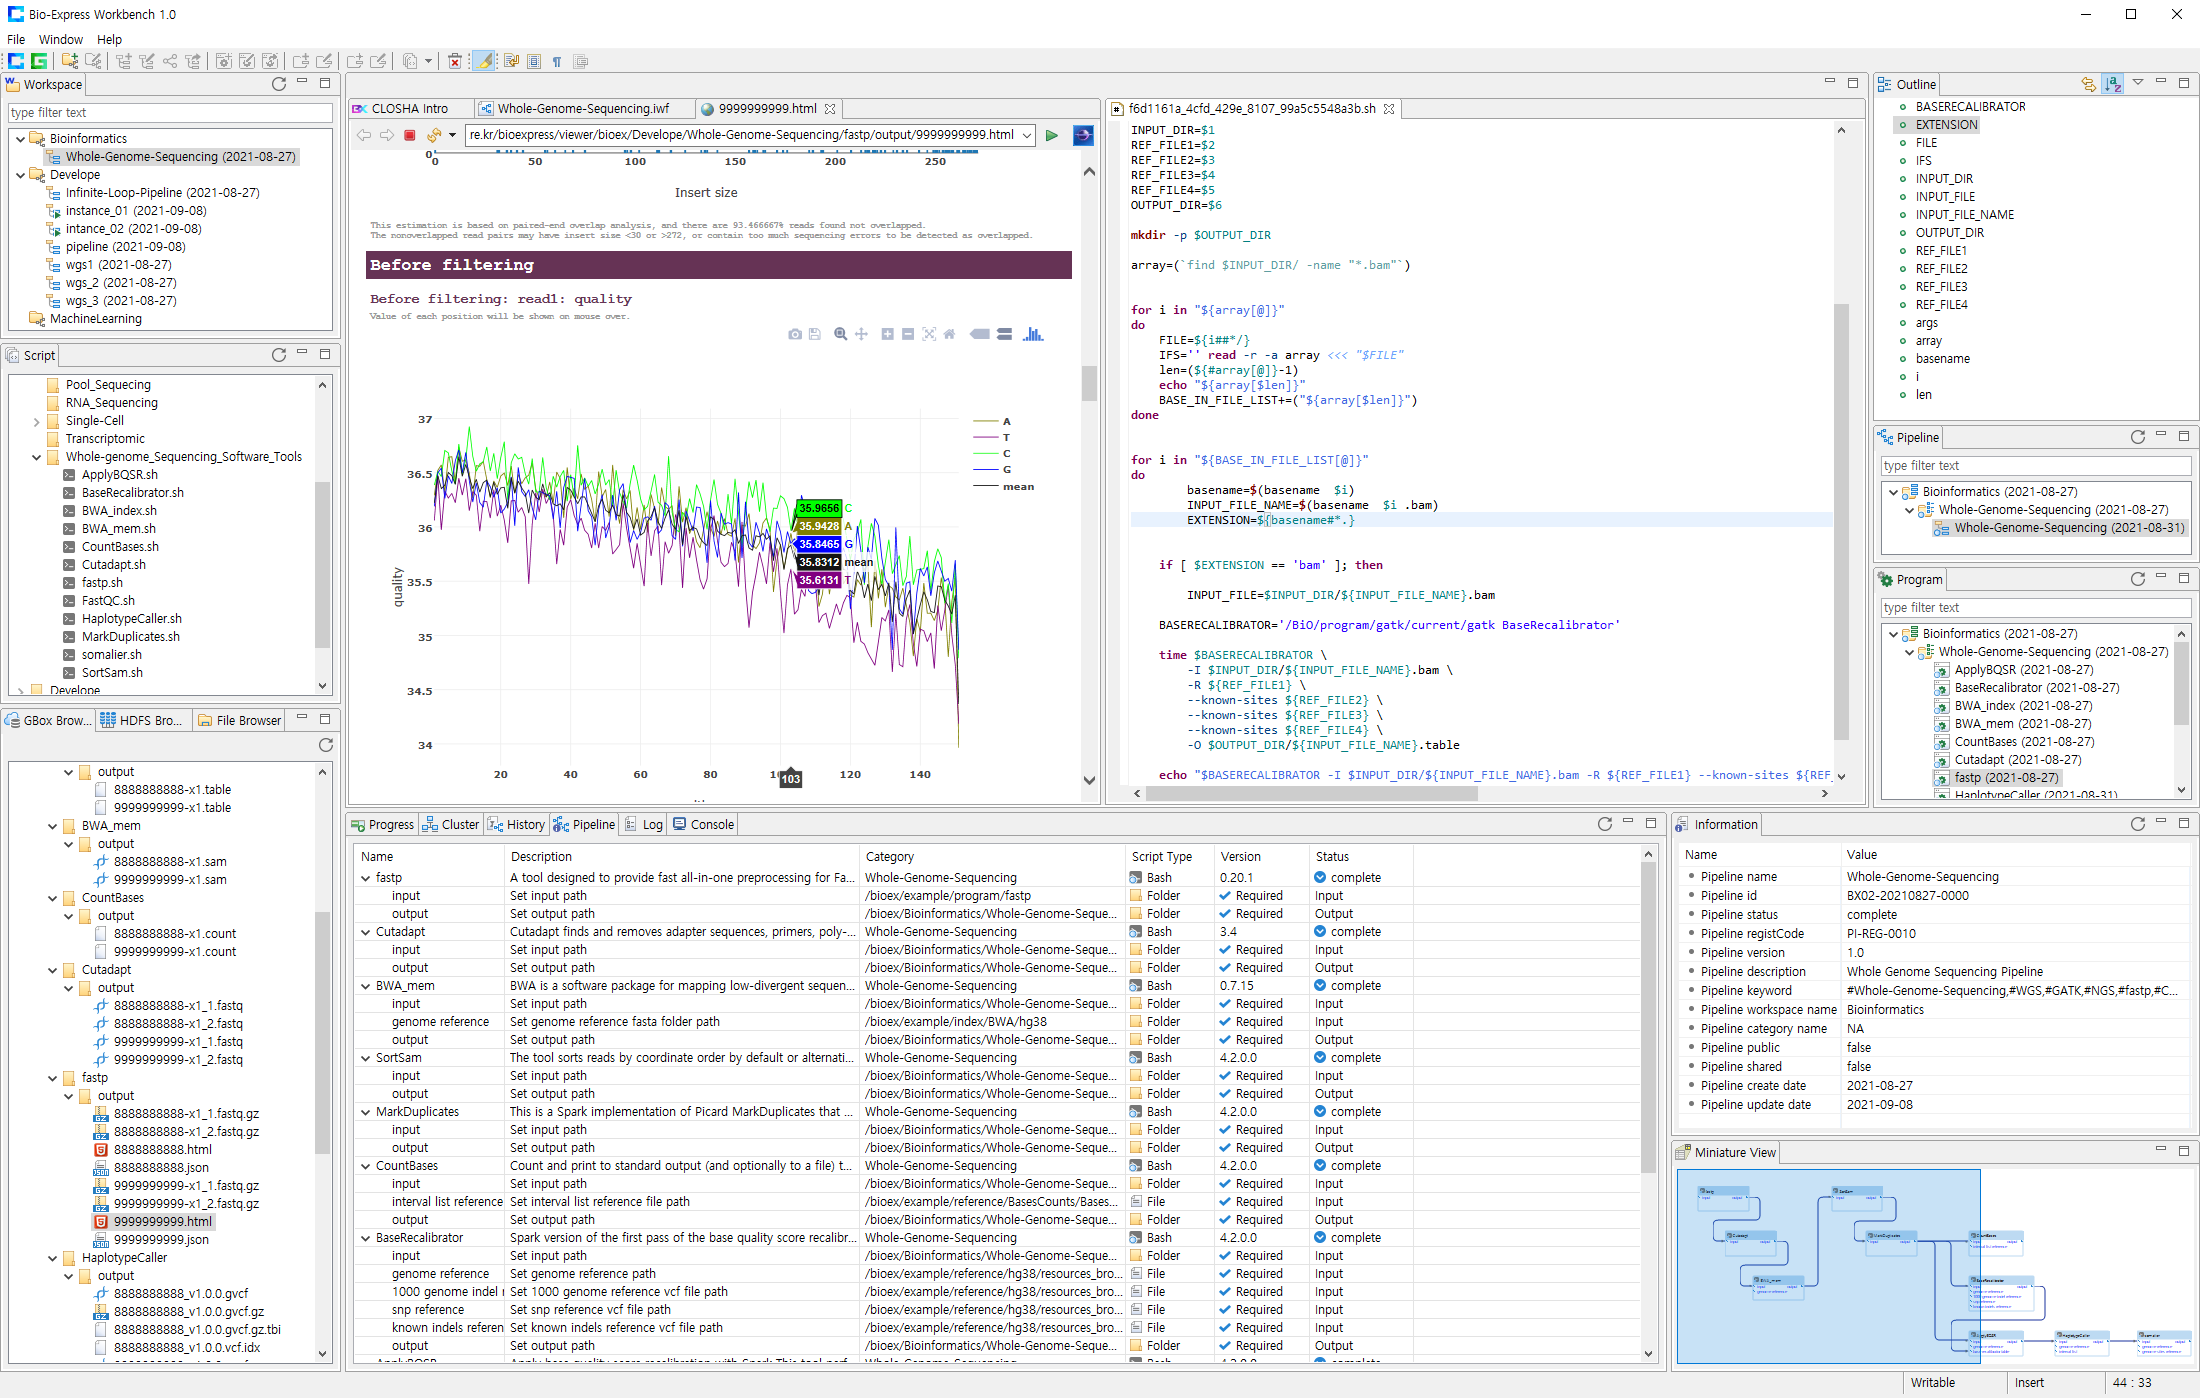 Bio-Express Workbench 1.0
File Window Help
Workspace
type filter text
Bioinformatics
Whole-Genome-Sequencing (2021-08-27)
Develope
Infinite-Loop-Pipeline (2021-08-27)
instance_01 (2021-09-08)
intance_02 (2021-09-08)
pipeline (2021-09-08)
wgs1 (2021-08-27)
wgs_2 (2021-08-27)
wgs_3 (2021-08-27)
MachineLearning
Script
Pool_Sequecing
RNA_Sequencing
Single-Cell
Transcriptomic
Whole-genome_Sequencing_Software_Tools
ApplyBQSR.sh
BaseRecalibrator.sh
BWA_index.sh
BWA_mem.sh
CountBases.sh
Cutadapt.sh
fastp.sh
FastQC.sh
HaplotypeCaller.sh
MarkDuplicates.sh
somalier.sh
SortSam.sh
Develope
GBox Brow... HDFS Bro... File Browser
output
8888888888-x1.table
9999999999-x1.table
BWA_mem
output
8888888888-x1.sam
9999999999-x1.sam
CountBases
output
8888888888-x1.count
9999999999-x1.count
Cutadapt
output
8888888888-x1_1.fastq
8888888888-x1_2.fastq
9999999999-x1_1.fastq
9999999999-x1_2.fastq
fastp
output
8888888888-x1_1.fastq.gz
8888888888-x1_2.fastq.gz
8888888888.html
8888888888.json
9999999999-x1_1.fastq.gz
9999999999-x1_2.fastq.gz
9999999999.html
9999999999.json
HaplotypeCaller
output
8888888888_v1.0.0.gvcf
8888888888_v1.0.0.gvcf.gz
8888888888_v1.0.0.gvcf.gz.tbi
8888888888_v1.0.0.vcf.idx
CLOSHA Intro Whole-Genome-Sequencing.iwf 9999999999.html
re.kr/bioexpress/viewer/bioex/Develope/Whole-Genome-Sequencing/fastp/output/9999999999.html
0
0 50 100 150 200 250
Insert size
This estimation is based on paired-end overlap analysis, and there are 93.466667% reads found not overlapped.
The nonoverlapped read pairs may have insert size <30 or >272, or contain too much sequencing errors to be detected as overlapped.
Before filtering
Before filtering: read1: quality
Value of each position will be shown on mouse over.
37
36.5
36
35.5
35
34.5
34
quality
A
T
C
G
mean
35.9656 C
35.9428 A
35.8465 G
35.8312 mean
35.6131 T
20 40 60 80 103 120 140
f6d1161a_4cfd_429e_8107_99a5c5548a3b.sh
INPUT_DIR=$1
REF_FILE1=$2
REF_FILE2=$3
REF_FILE3=$4
REF_FILE4=$5
OUTPUT_DIR=$6
mkdir -p $OUTPUT_DIR
array=(`find $INPUT_DIR/ -name "*.bam"`)
for i in "${array[@]}"
do
FILE=${i##*/}
IFS='' read -r -a array <<< "$FILE"
len=(${#array[@]}-1)
echo "${array[$len]}"
BASE_IN_FILE_LIST+=("${array[$len]}")
done
for i in "${BASE_IN_FILE_LIST[@]}"
do
basename=$(basename $i)
INPUT_FILE_NAME=$(basename $i .bam)
EXTENSION=${basename#*.}
if [ $EXTENSION == 'bam' ]; then
INPUT_FILE=$INPUT_DIR/${INPUT_FILE_NAME}.bam
BASERECALIBRATOR='/BiO/program/gatk/current/gatk BaseRecalibrator'
time $BASERECALIBRATOR \
-I $INPUT_DIR/${INPUT_FILE_NAME}.bam \
-R ${REF_FILE1} \
--known-sites ${REF_FILE2} \
--known-sites ${REF_FILE3} \
--known-sites ${REF_FILE4} \
-O $OUTPUT_DIR/${INPUT_FILE_NAME}.table
echo "$BASERECALIBRATOR -I $INPUT_DIR/${INPUT_FILE_NAME}.bam -R ${REF_FILE1} --known-sites ${REF_
Outline
BASERECALIBRATOR
EXTENSION
FILE
IFS
INPUT_DIR
INPUT_FILE
INPUT_FILE_NAME
OUTPUT_DIR
REF_FILE1
REF_FILE2
REF_FILE3
REF_FILE4
args
array
basename
i
len
Pipeline
type filter text
Bioinformatics (2021-08-27)
Whole-Genome-Sequencing (2021-08-27)
Whole-Genome-Sequencing (2021-08-31)
Program
type filter text
Bioinformatics (2021-08-27)
Whole-Genome-Sequencing (2021-08-27)
ApplyBQSR (2021-08-27)
BaseRecalibrator (2021-08-27)
BWA_index (2021-08-27)
BWA_mem (2021-08-27)
CountBases (2021-08-27)
Cutadapt (2021-08-27)
fastp (2021-08-27)
HaplotypeCaller (2021-08-31)
Progress Cluster History Pipeline Log Console
Name Description Category Script Type Version Status
fastp A tool designed to provide fast all-in-one preprocessing for Fa... Whole-Genome-Sequencing Bash 0.20.1 complete
input Set input path /bioex/example/program/fastp Folder Required Input
output Set output path /bioex/Bioinformatics/Whole-Genome-Seque... Folder Required Output
Cutadapt Cutadapt finds and removes adapter sequences, primers, poly-... Whole-Genome-Sequencing Bash 3.4 complete
input Set input path /bioex/Bioinformatics/Whole-Genome-Seque... Folder Required Input
output Set output path /bioex/Bioinformatics/Whole-Genome-Seque... Folder Required Output
BWA_mem BWA is a software package for mapping low-divergent sequen... Whole-Genome-Sequencing Bash 0.7.15 complete
input Set input path /bioex/Bioinformatics/Whole-Genome-Seque... Folder Required Input
genome reference Set genome reference fasta folder path /bioex/example/index/BWA/hg38 Folder Required Input
output Set output path /bioex/Bioinformatics/Whole-Genome-Seque... Folder Required Output
SortSam The tool sorts reads by coordinate order by default or alternati... Whole-Genome-Sequencing Bash 4.2.0.0 complete
input Set input path /bioex/Bioinformatics/Whole-Genome-Seque... Folder Required Input
output Set output path /bioex/Bioinformatics/Whole-Genome-Seque... Folder Required Output
MarkDuplicates This is a Spark implementation of Picard MarkDuplicates that ... Whole-Genome-Sequencing Bash 4.2.0.0 complete
input Set input path /bioex/Bioinformatics/Whole-Genome-Seque... Folder Required Input
output Set output path /bioex/Bioinformatics/Whole-Genome-Seque... Folder Required Output
CountBases Count and print to standard output (and optionally to a file) t... Whole-Genome-Sequencing Bash 4.2.0.0 complete
input Set input path /bioex/Bioinformatics/Whole-Genome-Seque... Folder Required Input
interval list reference Set interval list reference file path /bioex/example/reference/BasesCounts/Bases... File Required Input
output Set output path /bioex/Bioinformatics/Whole-Genome-Seque... Folder Required Output
BaseRecalibrator Spark version of the first pass of the base quality score recalibr... Whole-Genome-Sequencing Bash 4.2.0.0 complete
input Set input path /bioex/Bioinformatics/Whole-Genome-Seque... Folder Required Input
genome reference Set genome reference path /bioex/example/reference/hg38/resources_bro... File Required Input
1000 genome indel r Set 1000 genome reference vcf file path /bioex/example/reference/hg38/resources_bro... File Required Input
snp reference Set snp reference vcf file path /bioex/example/reference/hg38/resources_bro... File Required Input
known indels referen Set known indels reference vcf file path /bioex/example/reference/hg38/resources_bro... File Required Input
output Set output path /bioex/Bioinformatics/Whole-Genome-Seque... Folder Required Output
Information
Name Value
Pipeline name Whole-Genome-Sequencing
Pipeline id BX02-20210827-0000
Pipeline status complete
Pipeline registCode PI-REG-0010
Pipeline version 1.0
Pipeline description Whole Genome Sequencing Pipeline
Pipeline keyword #Whole-Genome-Sequencing,#WGS,#GATK,#NGS,#fastp,#C...
Pipeline workspace name Bioinformatics
Pipeline category name NA
Pipeline public false
Pipeline shared false
Pipeline create date 2021-08-27
Pipeline update date 2021-09-08
Miniature View
Writable Insert 44 : 33